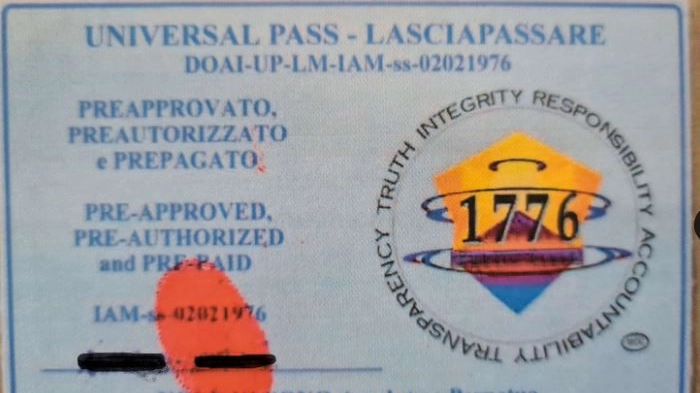 UNIVERSAL PASS - LASCIAPASSARE
DOAI-UP-LM-IAM-ss-02021976
PREAPPROVATO,
PREAUTORIZZATO
e PREPAGATO
PRE-APPROVED,
PRE-AUTHORIZED
and PRE-PAID
IAM-ss-02021976
TRANSPARENCY TRUTH INTEGRITY RESPONSIBILITY ACCOUNTABILITY
1776